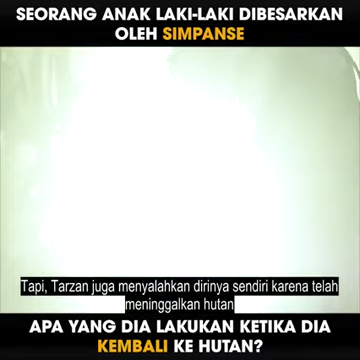 SEORANG ANAK LAKI-LAKI DIBESARKAN
OLEH SIMPANSE
Tapi, Tarzan juga menyalahkan dirinya sendiri karena telah
meninggalkan hutan
APA YANG DIA LAKUKAN KETIKA DIA
KEMBALI KE HUTAN?